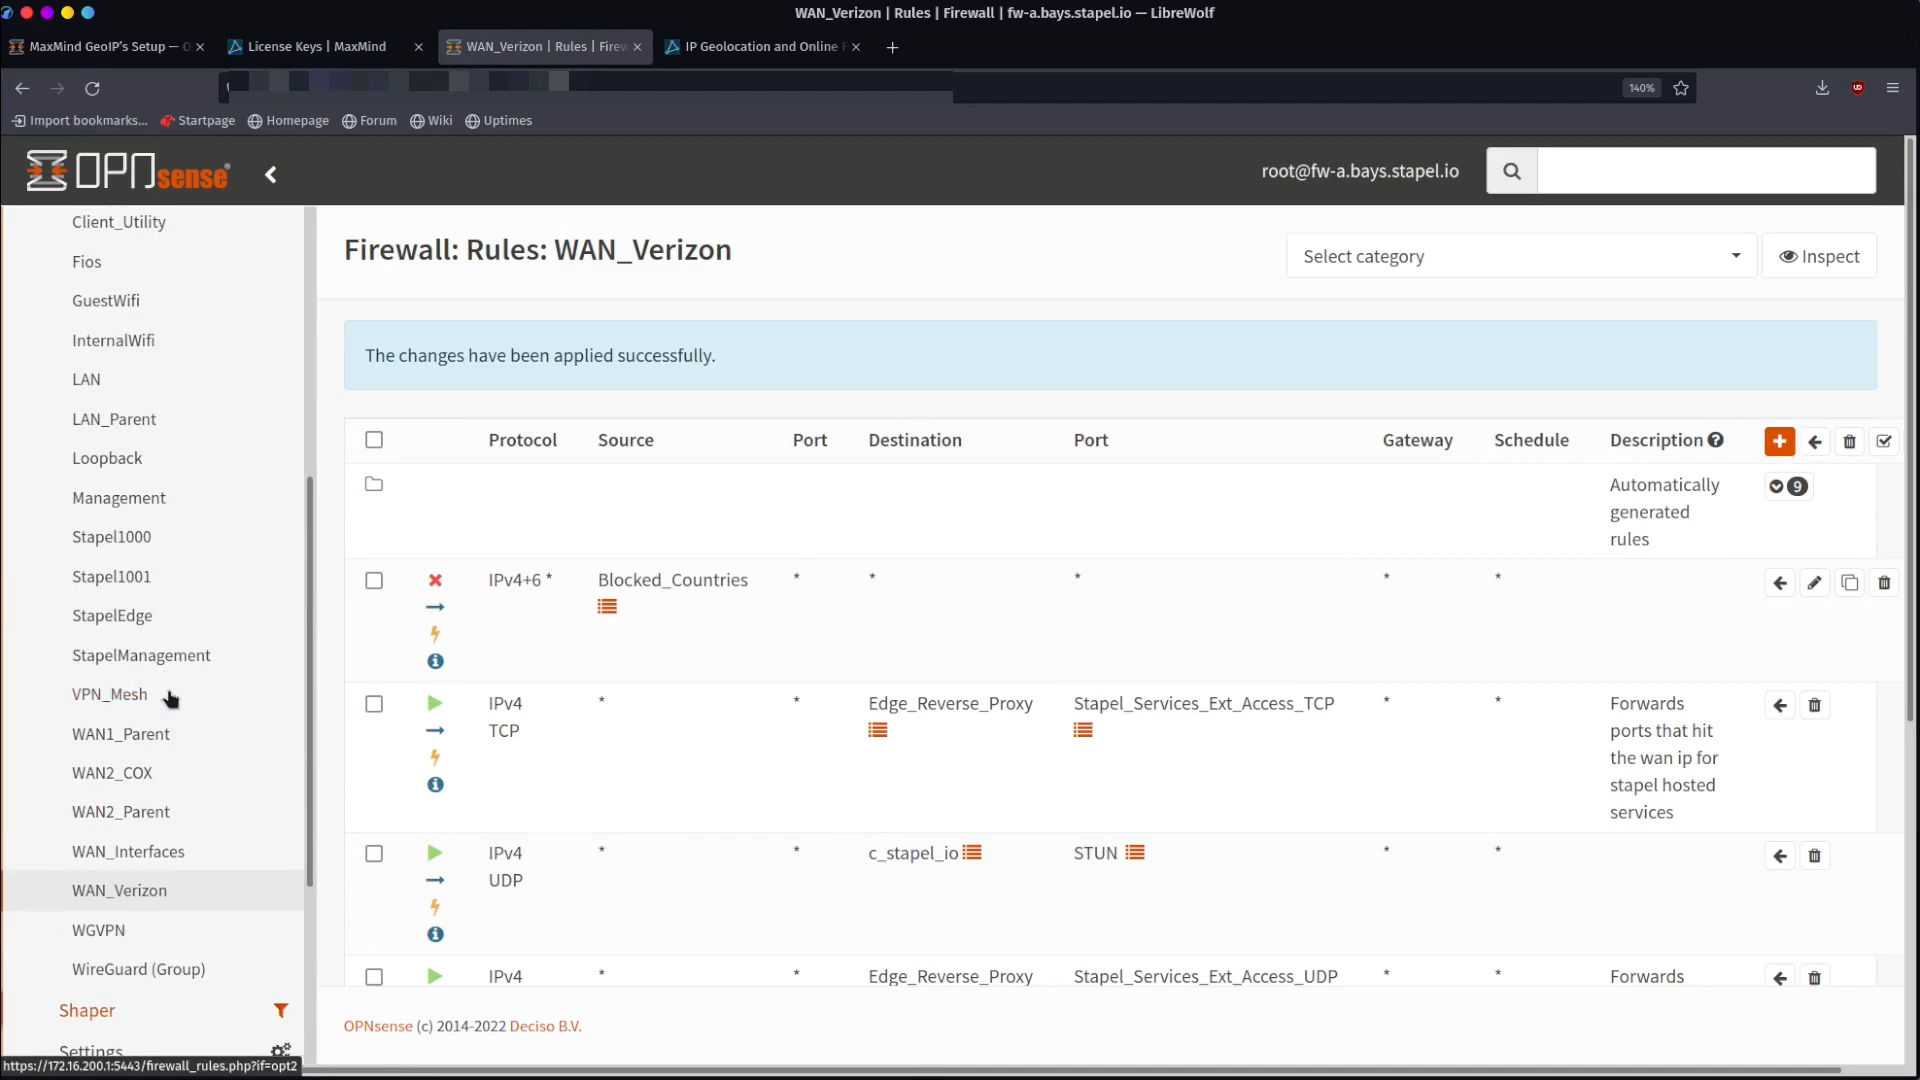 WAN_Verizon | Rules | Firewall | fw-a.bays.stapel.io — LibreWolf
MaxMind GeoIP's Setup — O
License Keys | MaxMind
WAN_Verizon | Rules | Firew
IP Geolocation and Online F
140%
Import bookmarks...
Startpage
Homepage
Forum
Wiki
Uptimes
OPNsense
root@fw-a.bays.stapel.io
Client_Utility
Fios
GuestWifi
InternalWifi
LAN
LAN_Parent
Loopback
Management
Stapel1000
Stapel1001
StapelEdge
StapelManagement
VPN_Mesh
WAN1_Parent
WAN2_COX
WAN2_Parent
WAN_Interfaces
WAN_Verizon
WGVPN
WireGuard (Group)
Shaper
Settings
https://172.16.200.1:5443/firewall_rules.php?if=opt2
Firewall: Rules: WAN_Verizon
Select category
Inspect
The changes have been applied successfully.
Protocol Source Port Destination Port Gateway Schedule Description
Automatically
generated
rules
9
IPv4+6 * Blocked_Countries * * * * *
IPv4
TCP
* * Edge_Reverse_Proxy Stapel_Services_Ext_Access_TCP * *
Forwards
ports that hit
the wan ip for
stapel hosted
services
IPv4
UDP
* * c_stapel_io STUN * *
IPv4 * * Edge_Reverse_Proxy Stapel_Services_Ext_Access_UDP * * Forwards
OPNsense (c) 2014-2022 Deciso B.V.